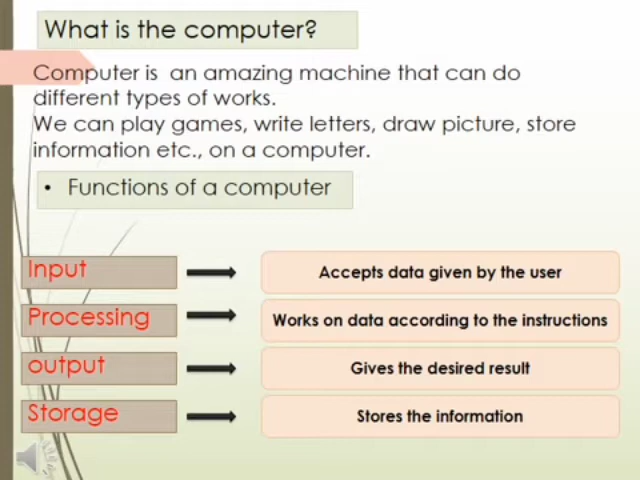 What is the computer?
Computer is an amazing machine that can do
different types of works.
We can play games, write letters, draw picture, store
information etc., on a computer.
• Functions of a computer
Input
Accepts data given by the user
Processing
Works on data according to the instructions
output
Gives the desired result
Storage
Stores the information